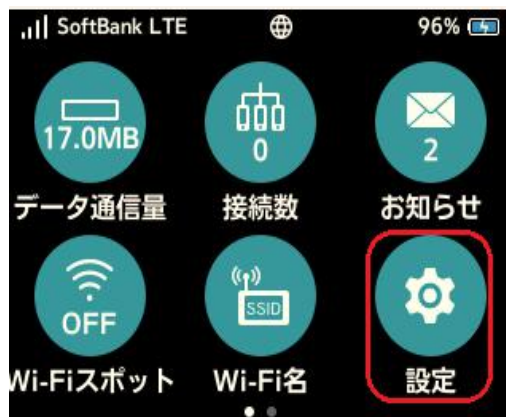 SoftBank LTE 96%
17.0MB 0 2
データ通信量 接続数 お知らせ
OFF SSID
Wi-Fiスポット Wi-Fi名 設定